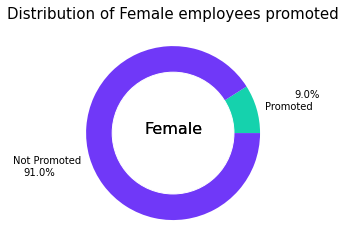 Distribution of Female employees promoted
9.0%
Promoted
Female
Not Promoted
91.0%